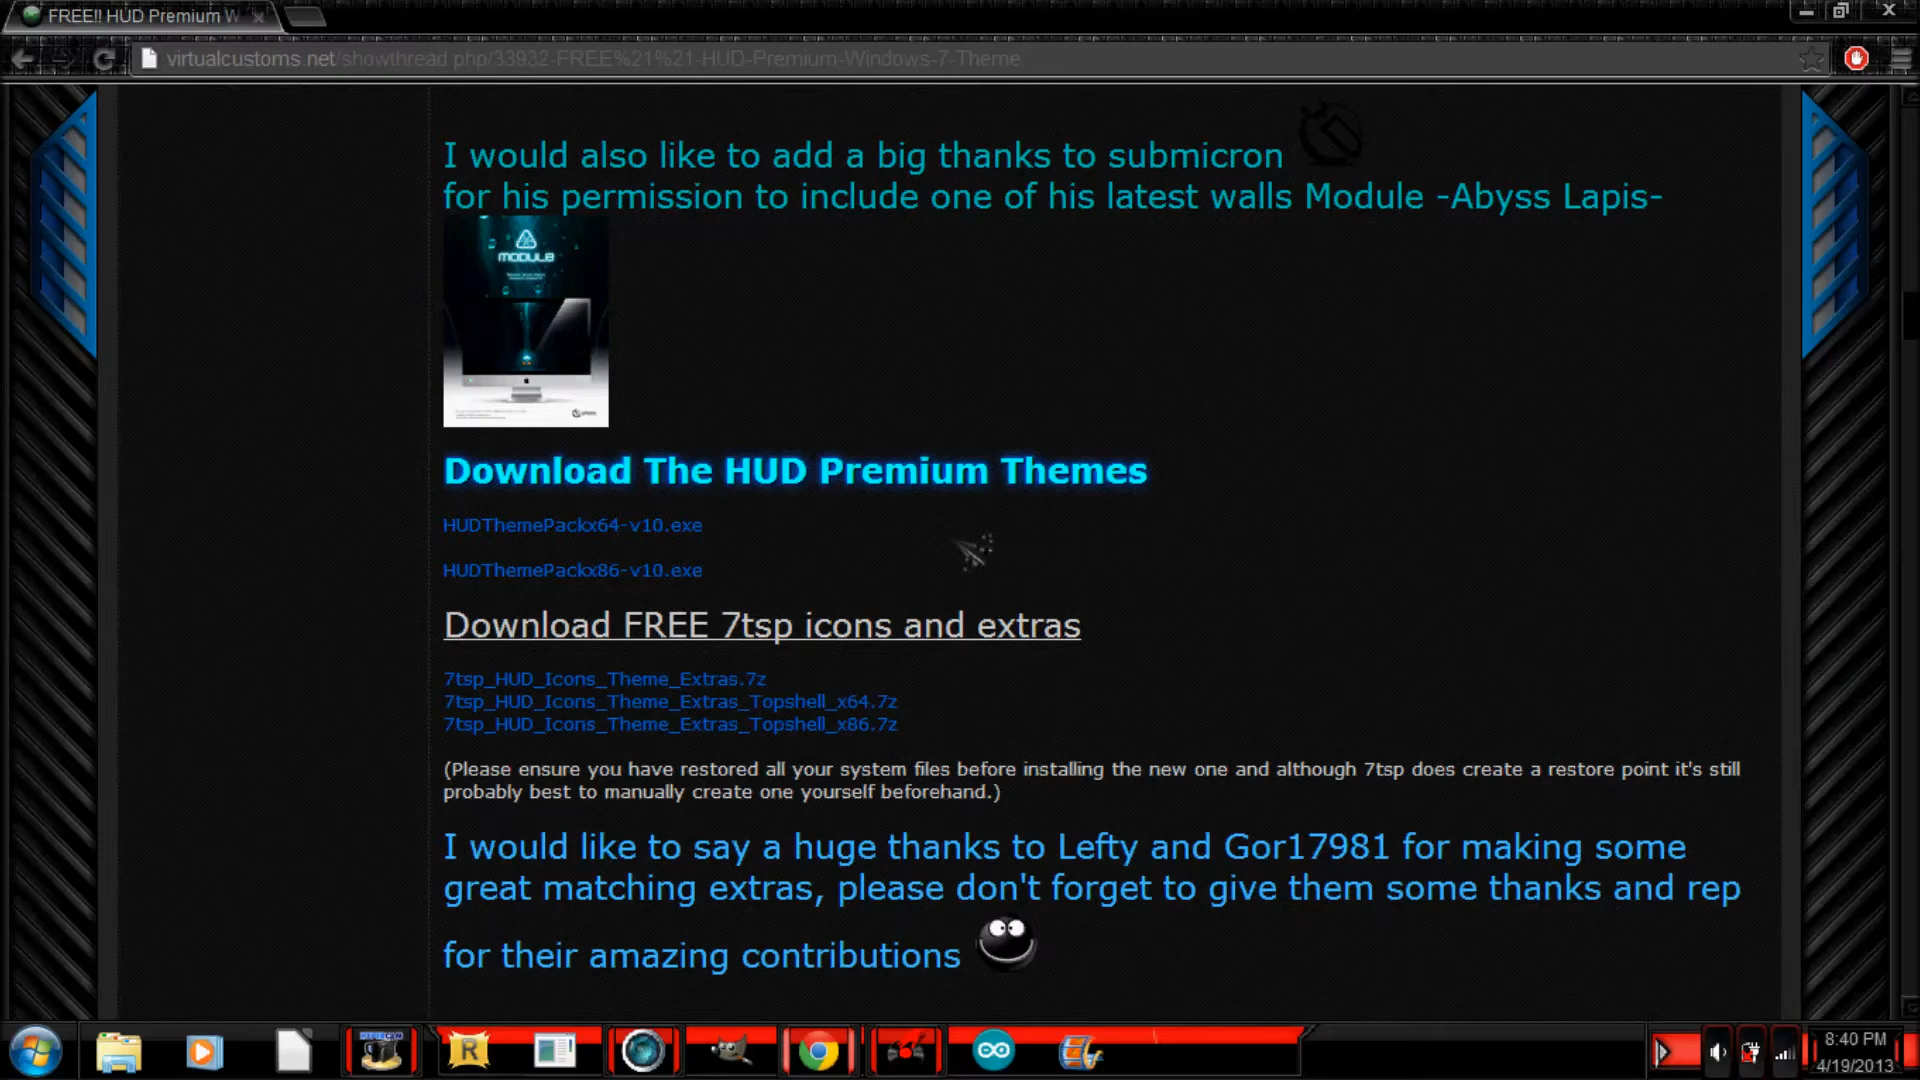 FREE!! HUD Premium W
virtualcustoms.net/showthread.php/33932-FREE%21%21-HUD-Premium-Windows-7-Theme
I would also like to add a big thanks to submicron
for his permission to include one of his latest walls Module -Abyss Lapis-
MODUL8
Download The HUD Premium Themes
HUDThemePackx64-v10.exe
HUDThemePackx86-v10.exe
Download FREE 7tsp icons and extras
7tsp_HUD_Icons_Theme_Extras.7z
7tsp_HUD_Icons_Theme_Extras_Topshell_x64.7z
7tsp_HUD_Icons_Theme_Extras_Topshell_x86.7z
(Please ensure you have restored all your system files before installing the new one and although 7tsp does create a restore point it's still
probably best to manually create one yourself beforehand.)
I would like to say a huge thanks to Lefty and Gor17981 for making some
great matching extras, please don't forget to give them some thanks and rep
for their amazing contributions
R
8:40 PM
4/19/2013